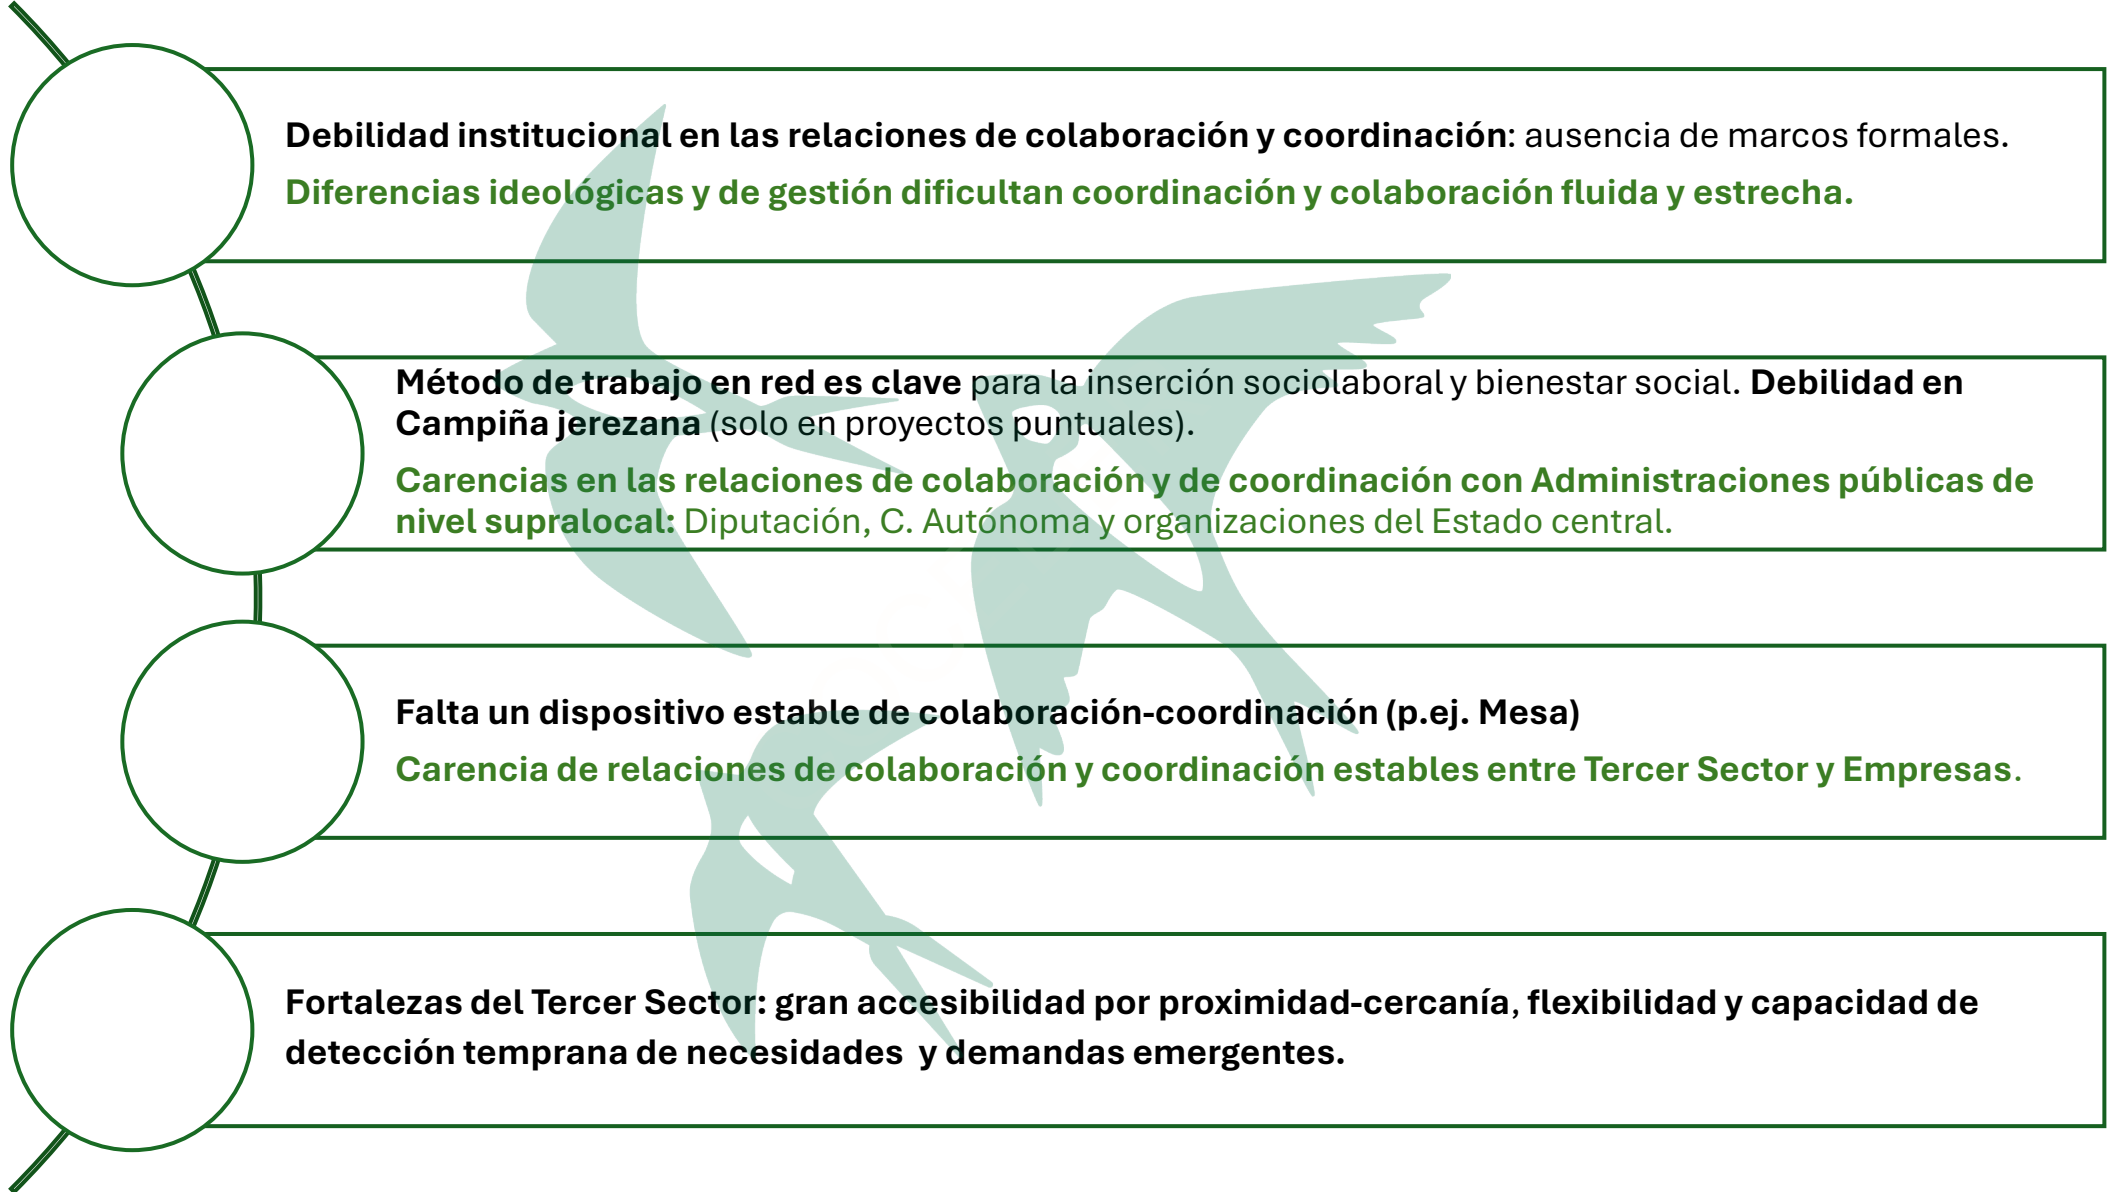 Debilidad institucional en las relaciones de colaboración y coordinación: ausencia de marcos formales.
Diferencias ideológicas y de gestión dificultan coordinación y colaboración fluida y estrecha.
Método de trabajo en red es clave para la inserción sociolaboral y bienestar social. Debilidad en
Campiña jerezana (solo en proyectos puntuales).
Carencias en las relaciones de colaboración y de coordinación con Administraciones públicas de
nivel supralocal: Diputación, C. Autónoma y organizaciones del Estado central.
Falta un dispositivo estable de colaboración-coordinación (p.ej. Mesa)
Carencia de relaciones de colaboración y coordinación estables entre Tercer Sector y Empresas.
Fortalezas del Tercer Sector: gran accesibilidad por proximidad-cercanía, flexibilidad y capacidad de
detección temprana de necesidades y demandas emergentes.